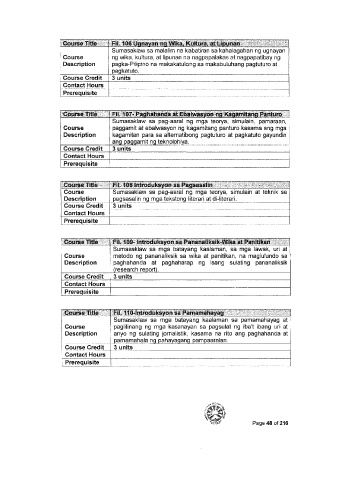 Course Title Fil. 106 Ugnayan ng Wika, Kultura, at Lipunan
Sumasaklaw sa malalim na kabatiran sa kahalagahan ng ugnayan
Course ng wika, kultura, at lipunan na nagpapalakas at nagpapatibay ng
Description pagka-Pilipino na makakatulong sa makabuluhang pagtuturo at
pagkatuto.
Course Credit 3 units
Contact Hours
Prerequisite
Course Title Fil. 107- Paghahanda at Ebalwasyon ng Kagamitang Panturo
Sumasaklaw sa pag-aaral ng mga teorya, simulain, pamaraan,
Course paggamit at ebalwasyon ng kagamitang panturo kasama ang mga
Description kagamitan para sa alternatibong pagtuturo at pagkatuto gayundin
ang paggamit ng teknolohiya.
Course Credit 3 units
Contact Hours
Prerequisite
Course Title Fil. 108 Introduksyon sa Pagsasalin
Course Sumasaklaw sa pag-aaral ng mga teorya, simulain at teknik sa
Description pagsasalin ng mga tekstong literari at di-literari.
Course Credit 3 units
Contact Hours
Prerequisite
Course Title Fil. 109- Introduksyon sa Pananaliksik-Wika at Panitikan
Sumasaklaw sa mga batayang kaalaman, sa mga lawak, uri at
Course metodo ng pananaliksik sa wika at panitikan, na maglulundo sa
Description paghahanda at paghaharap ng isang sulating pananaliksik
(research report).
Course Credit 3 units
Contact Hours
Prerequisite
Course Title Fil. 110-Introduksyon sa Pamamahayag
Sumasaklaw sa mga batayang kaalaman sa pamamahayag at
Course paglilinang ng mga kasanayan sa pagsulat ng iba't ibang uri at
Description anyo ng sulating jornalistik, kasama na rito ang paghahanda at
pamamahala ng pahayagang pampaaralan.
Course Credit 3 units
Contact Hours
Prerequisite
Page 48 of 216